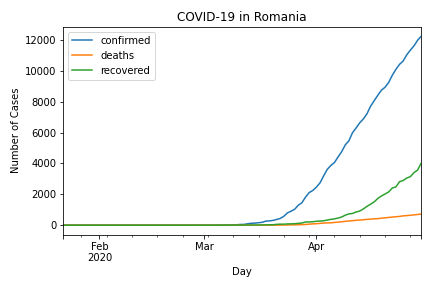 COVID-19 in Romania
confirmed
deaths
recovered
12000
10000
8000
6000
4000
2000
0
Number of Cases
Feb
2020
Mar
Apr
Day